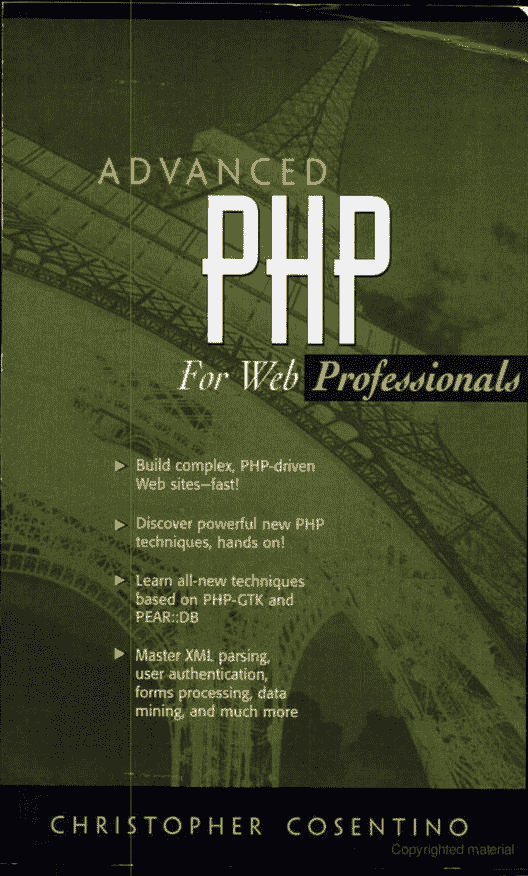 ADVANCED
PHP
For Web Professionals
▶ Build complex, PHP-driven
Web sites—fast!
▶ Discover powerful new PHP
techniques, hands on!
▶ Learn all-new techniques
based on PHP-GTK and
PEAR::DB
▶ Master XML parsing,
user authentication,
forms processing, data
mining, and much more
CHRISTOPHER COSENTINO
Copyrighted material